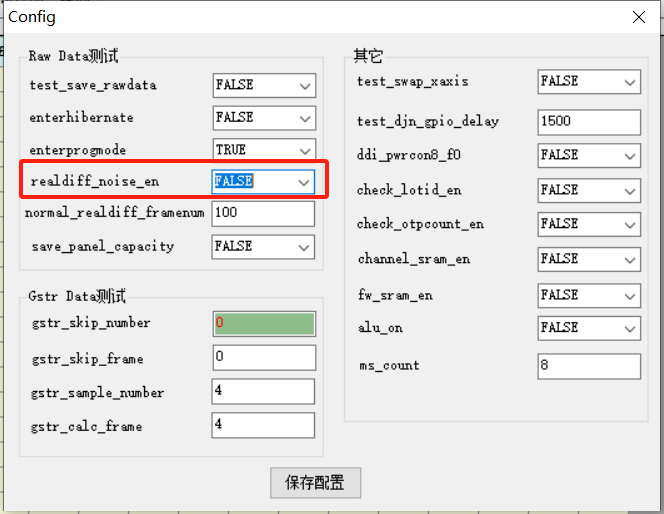 Config
Raw Data测试
test_save_rawdata FALSE
enterhibernate FALSE
enterprogmode TRUE
realdiff_noise_en FALSE
normal_realdiff_framenum 100
save_panel_capacity FALSE
Gstr Data测试
gstr_skip_number 0
gstr_skip_frame 0
gstr_sample_number 4
gstr_calc_frame 4
其它
test_swap_xaxis FALSE
test_djn_gpio_delay 1500
ddi_pwrcon8_f0 FALSE
check_lotid_en FALSE
check_otpcount_en FALSE
channel_sram_en FALSE
fw_sram_en FALSE
alu_on FALSE
ms_count 8
保存配置